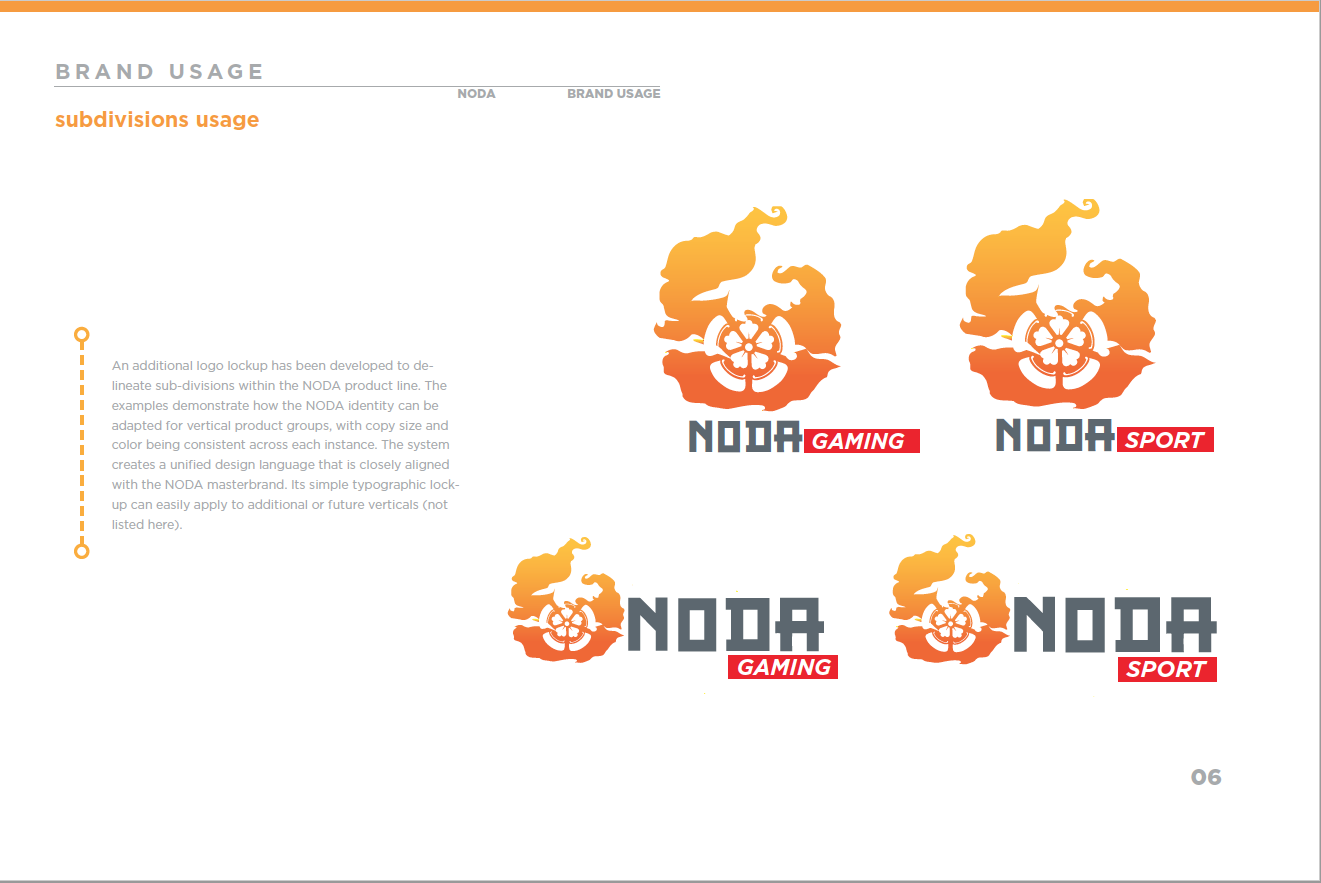 BRAND USAGE
NODA BRAND USAGE
subdivisions usage
An additional logo lockup has been developed to de-
lineate sub-divisions within the NODA product line. The
examples demonstrate how the NODA identity can be
adapted for vertical product groups, with copy size and
color being consistent across each instance. The system
creates a unified design language that is closely aligned
with the NODA masterbrand. Its simple typographic lock-
up can easily apply to additional or future verticals (not
listed here).
NODA GAMING
NODA SPORT
NODA
GAMING
NODA
SPORT
06